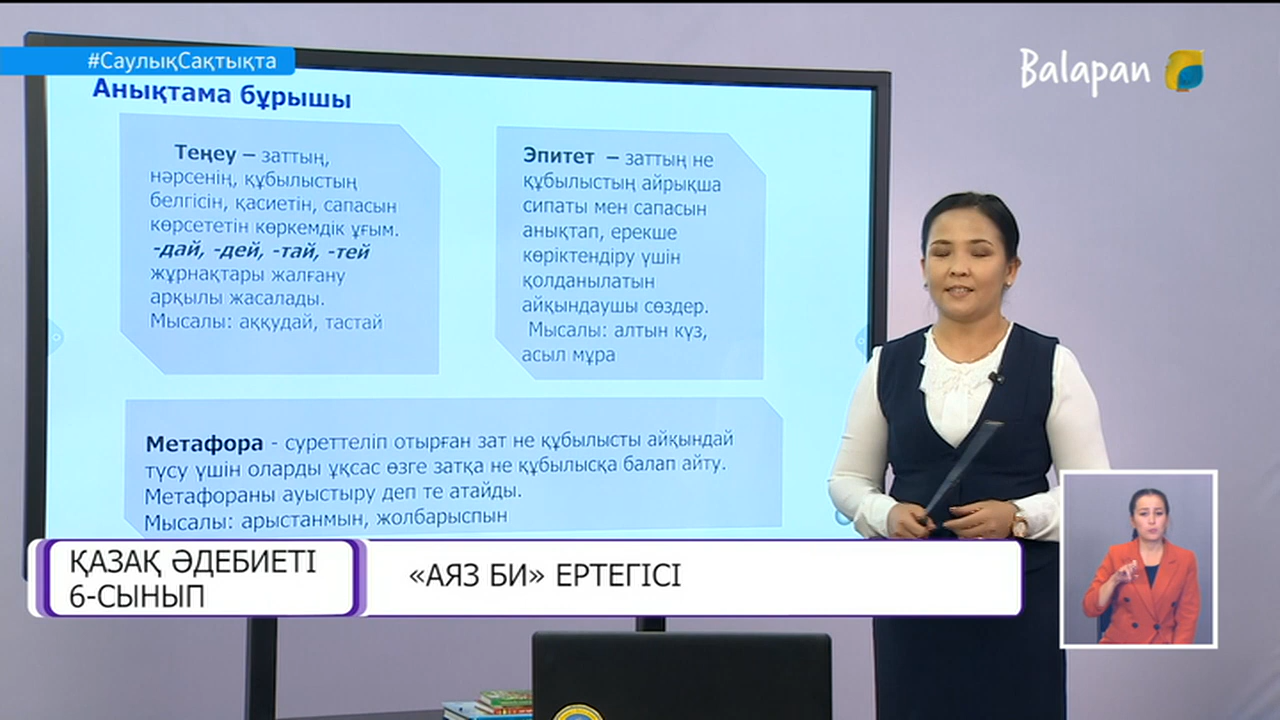 #СаулықСақтықта
Balapan
Анықтама бұрышы
Теңеу – заттың,
нәрсенің, құбылыстың
белгісін, қасиетін, сапасын
көрсететін көркемдік ұғым.
-дай, -дей, -тай, -тей
жұрнақтары жалғану
арқылы жасалады.
Мысалы: аққудай, тастай
Эпитет – заттың не
құбылыстың айрықша
сипаты мен сапасын
анықтап, ерекше
көріктендіру үшін
қолданылатын
айқындаушы сөздер.
Мысалы: алтын күз,
асыл мұра
Метафора - суреттеліп отырған зат не құбылысты айқындай
түсу үшін оларды ұқсас өзге затқа не құбылысқа балап айту.
Метафораны ауыстыру деп те атайды.
Мысалы: арыстанмын, жолбарыспын
ҚАЗАҚ ӘДЕБИЕТІ
6-СЫНЫП
«АЯЗ БИ» ЕРТЕГІСІ